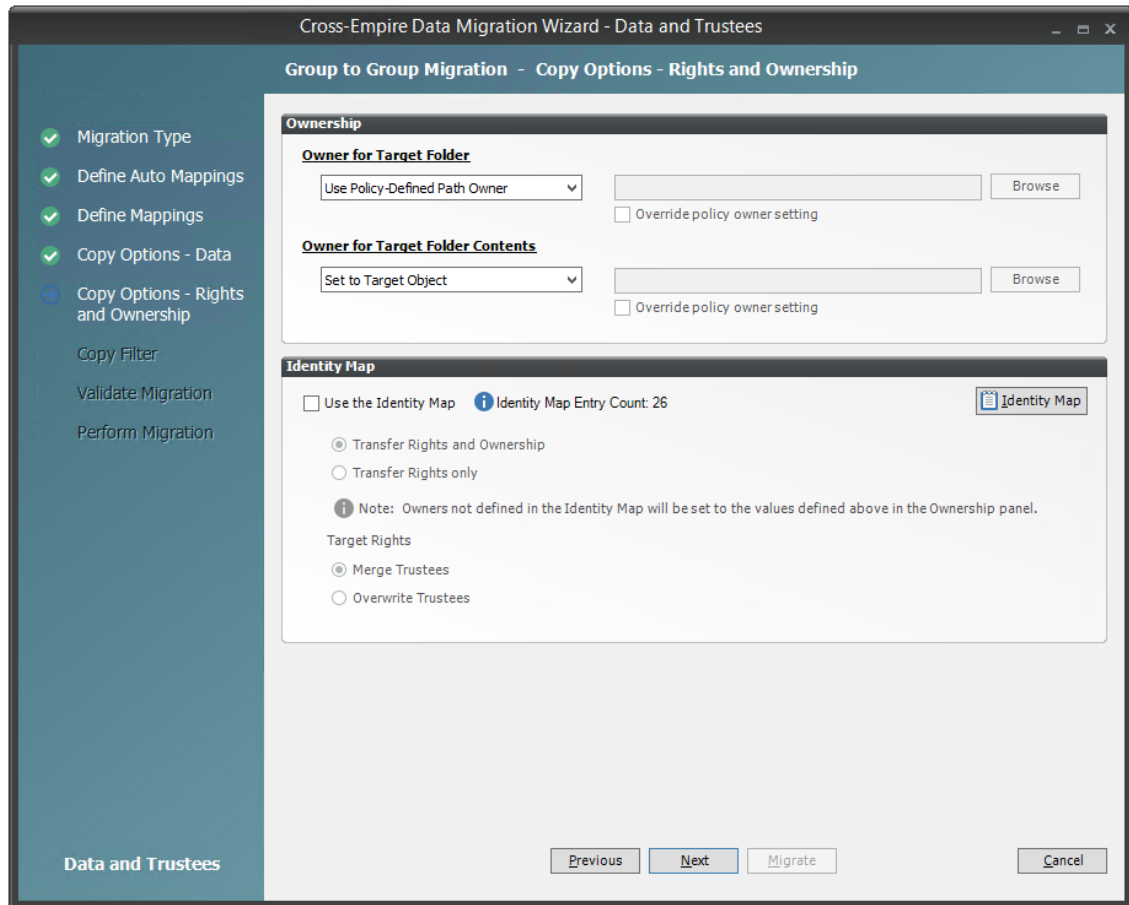 Cross-Empire Data Migration Wizard - Data and Trustees
Group to Group Migration - Copy Options - Rights and Ownership
Migration Type
Define Auto Mappings
Define Mappings
Copy Options - Data
Copy Options - Rights
and Ownership
Copy Filter
Validate Migration
Perform Migration
Data and Trustees
Ownership
Owner for Target Folder
Use Policy-Defined Path Owner
Browse
Override policy owner setting
Owner for Target Folder Contents
Set to Target Object
Browse
Override policy owner setting
Identity Map
Use the Identity Map
Identity Map Entry Count: 26
Identity Map
Transfer Rights and Ownership
Transfer Rights only
Note: Owners not defined in the Identity Map will be set to the values defined above in the Ownership panel.
Target Rights
Merge Trustees
Overwrite Trustees
Previous
Next
Migrate
Cancel